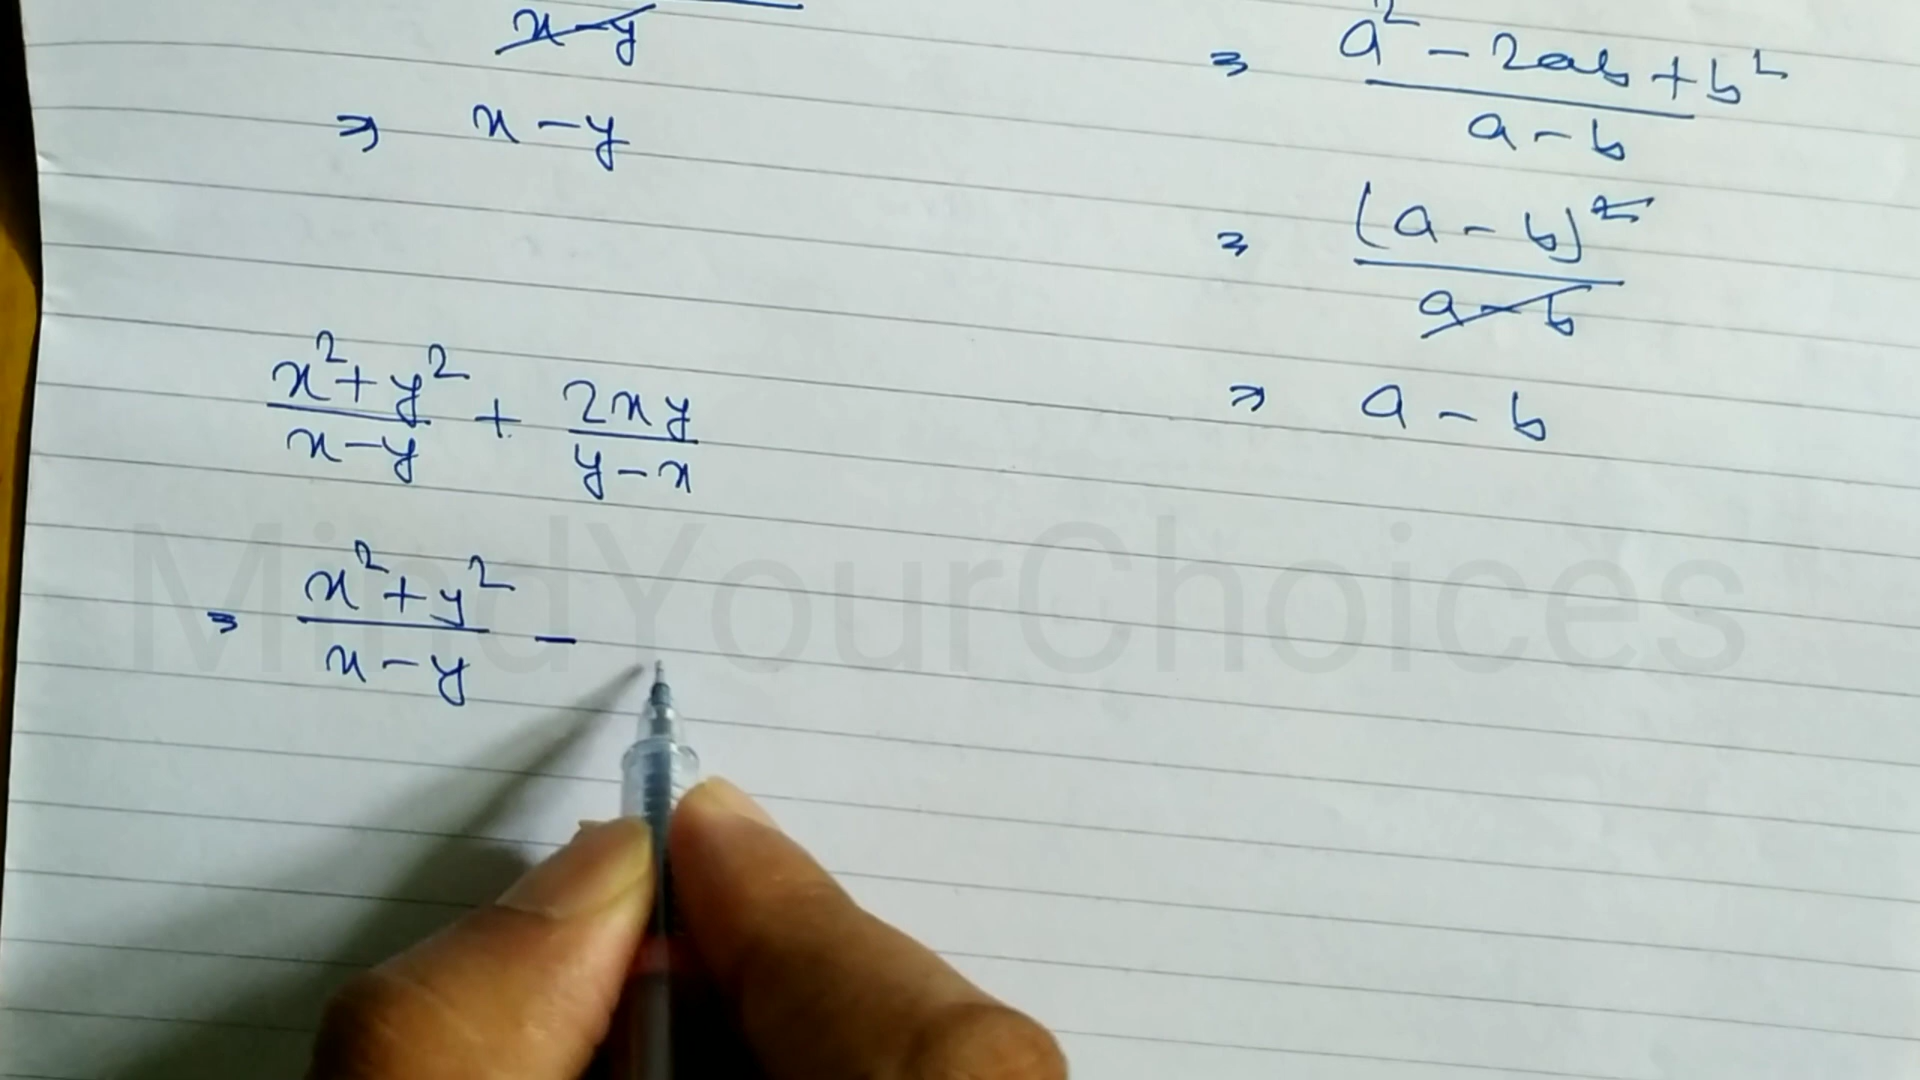 x-y
⇒ x-y
x²+y²/x-y + 2xy/y-x
⇒ x²+y²/x-y -
⇒ a²-2ab+b²/a-b
⇒ (a-b)²/a-b
⇒ a-b
MindYourChoices